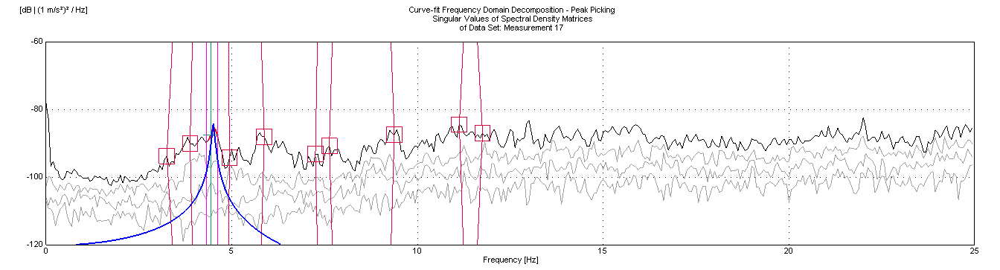 [dB | (1 m/s²)² / Hz]
Curve-fit Frequency Domain Decomposition - Peak Picking
Singular Values of Spectral Density Matrices
of Data Set: Measurement 17
-60
-80
-100
-120
0 5 10 15 20 25
Frequency [Hz]